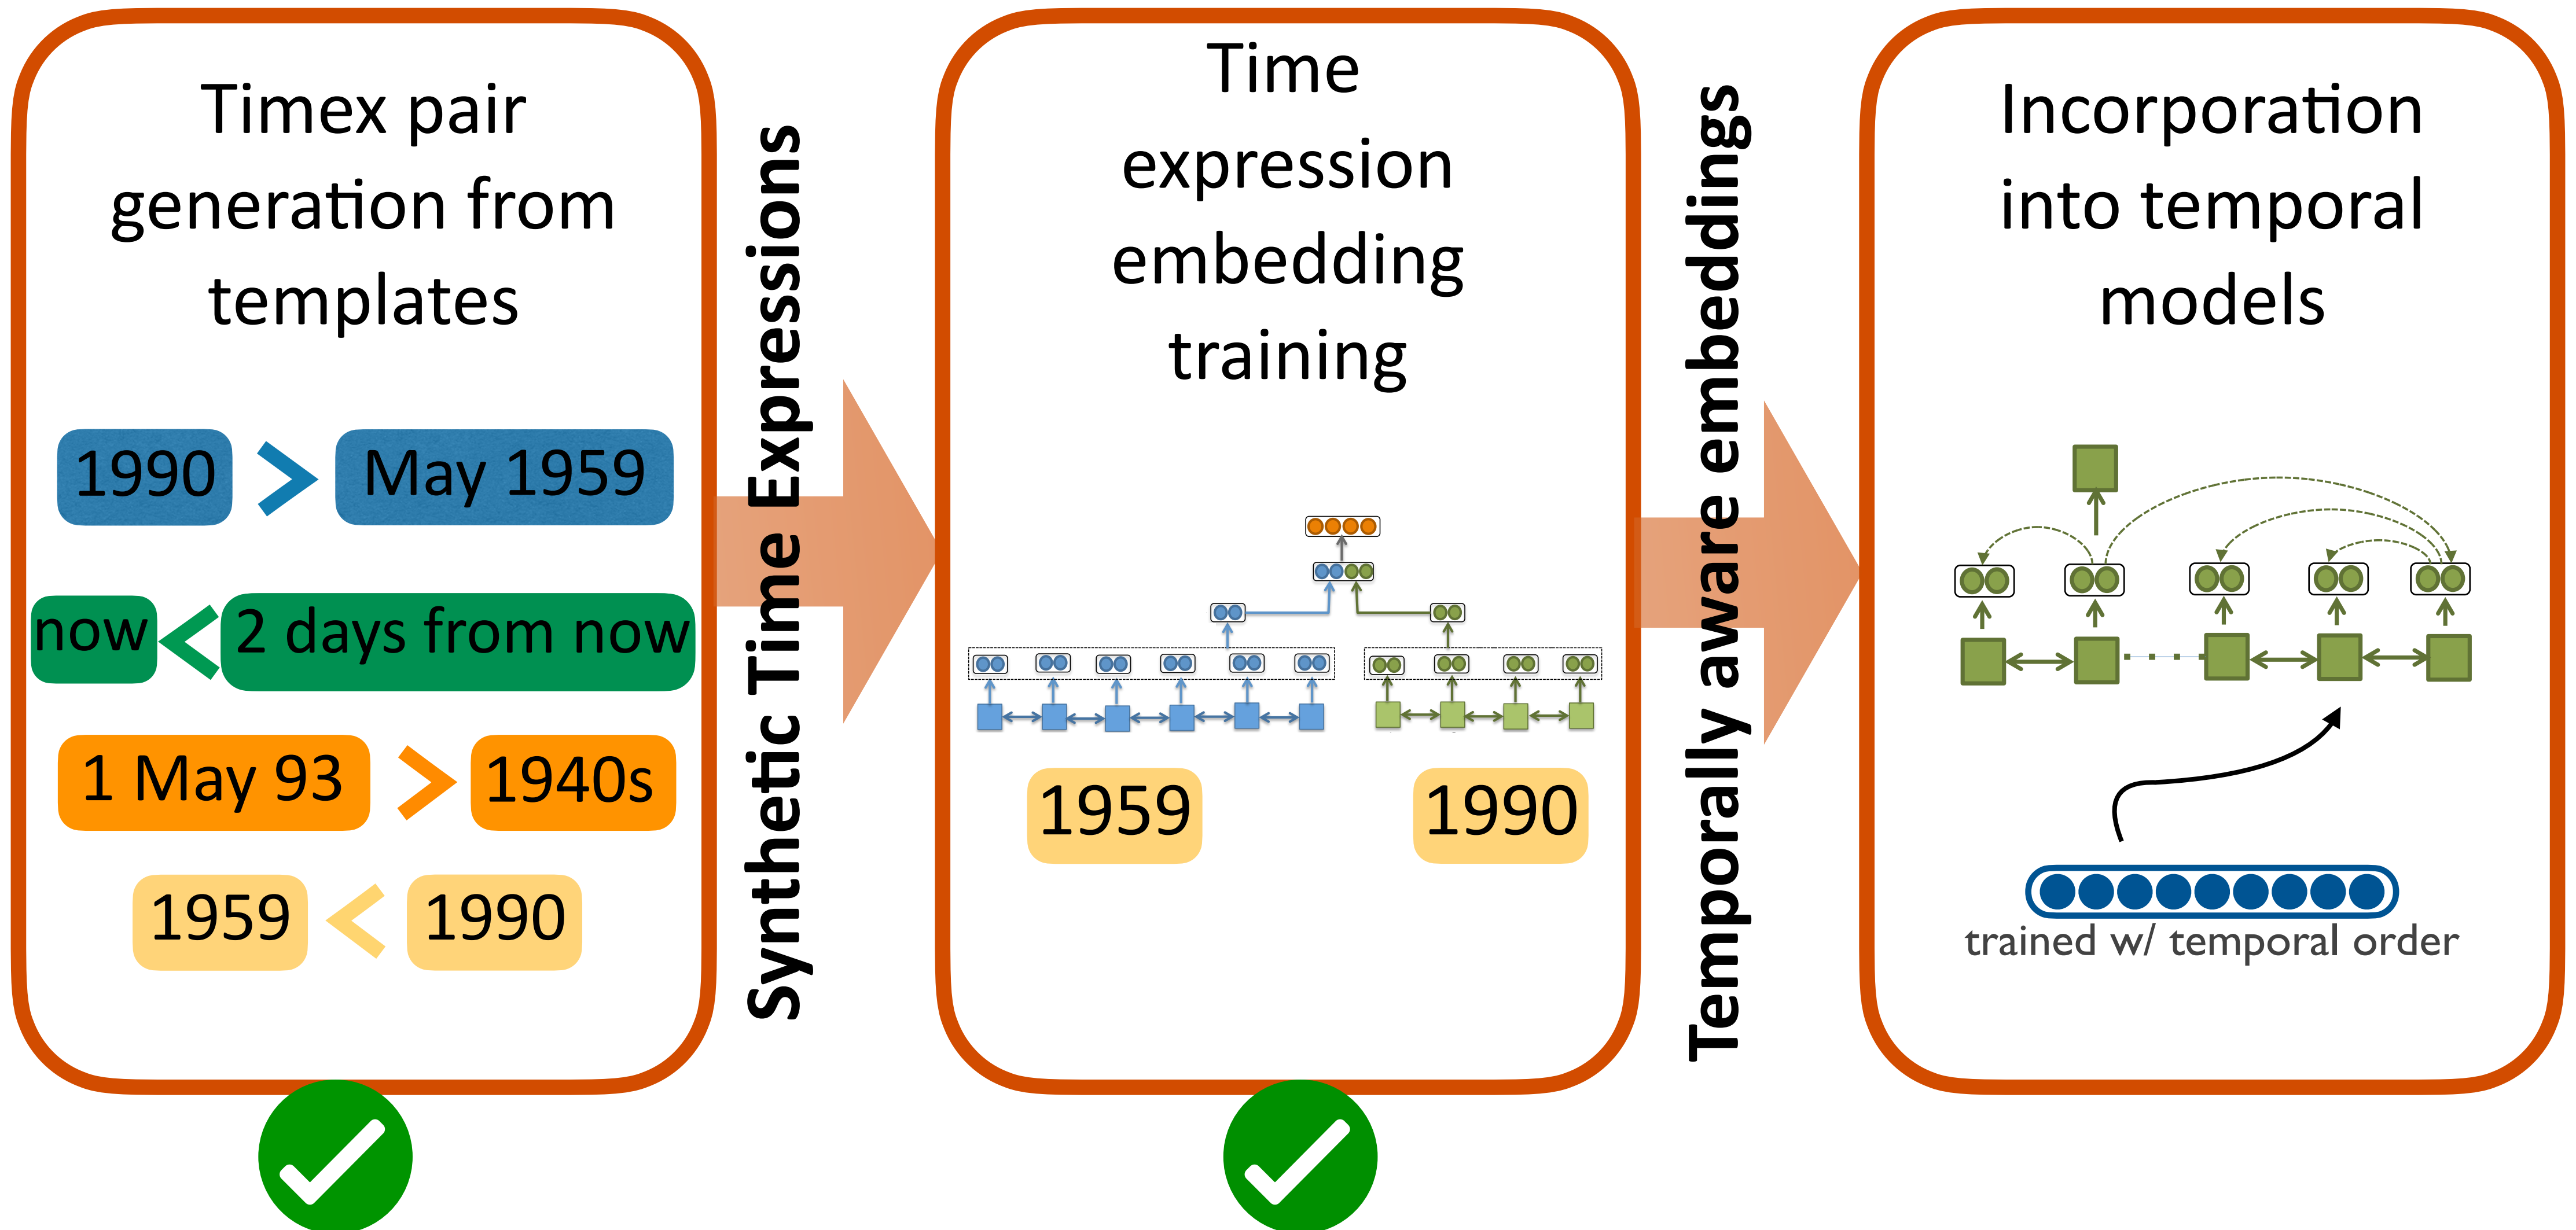 Timex pair
generation from
templates
1990 > May 1959
now < 2 days from now
1 May 93 > 1940s
1959 < 1990
Synthetic Time Expressions
Time
expression
embedding
training
1959
1990
Temporally aware embeddings
Incorporation
into temporal
models
trained w/ temporal order